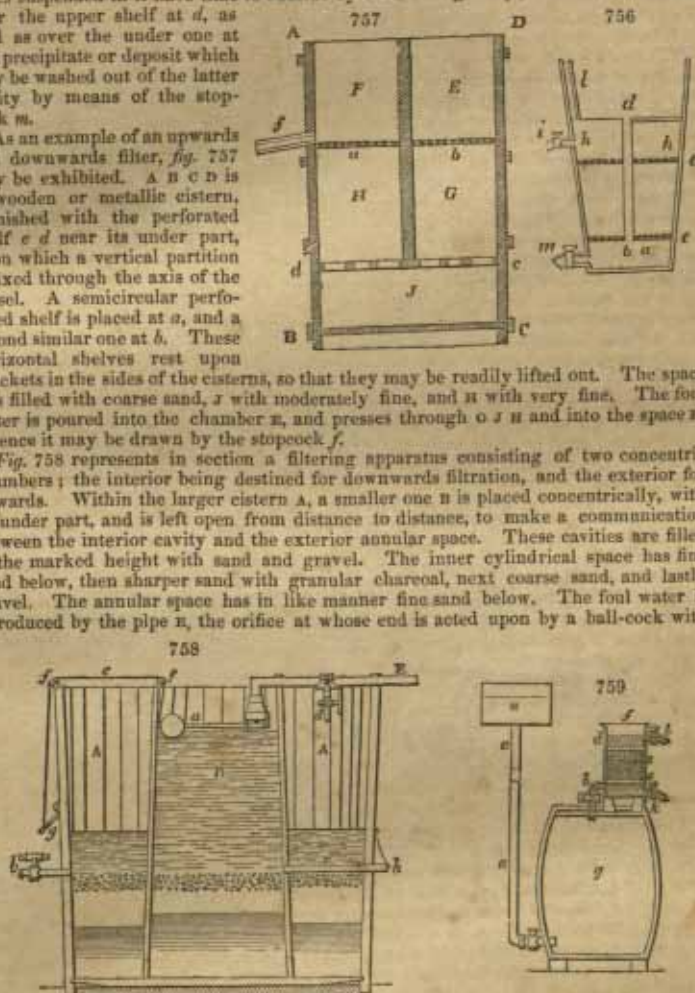 r the upper shelf at d, as
d as over the under one at
precipitate or deposit which
y be washed out of the latter
ity by means of the stop-
k m.
As an example of an upwards
downwards filter, fig. 757
y be exhibited. A B C D is
wooden or metallic cistern,
nished with the perforated
lf c d near its under part,
on which a vertical partition
ixed through the axis of the
sel. A semicircular perfo-
ed shelf is placed at a, and a
ond similar one at b. These
rizontal shelves rest upon
ckets in the sides of the cisterns, so that they may be readily lifted out. The spac
filled with coarse sand, J with moderately fine, and H with very fine. The fou
ter is poured into the chamber E, and presses through G J H and into the space F
ence it may be drawn by the stopcock f.
Fig. 758 represents in section a filtering apparatus consisting of two concentri
mbers; the interior being destined for downwards filtration, and the exterior fo
wards. Within the larger cistern A, a smaller one B is placed concentrically, wit
under part, and is left open from distance to distance, to make a communication
ween the interior cavity and the exterior annular space. These cavities are fille
the marked height with sand and gravel. The inner cylindrical space has fin
nd below, then sharper sand with granular charcoal, next coarse sand, and lastl
avel. The annular space has in like manner fine sand below. The foul water
roduced by the pipe E, the orifice at whose end is acted upon by a ball-cock wit
757
A
D
F
E
f
a
b
H
G
d
c
J
B
C
756
l
d
i
h
h
c
e
m
b
a
758
f
e
f
E
a
A
B
A
g
b
h
759
a
e
f
d
g